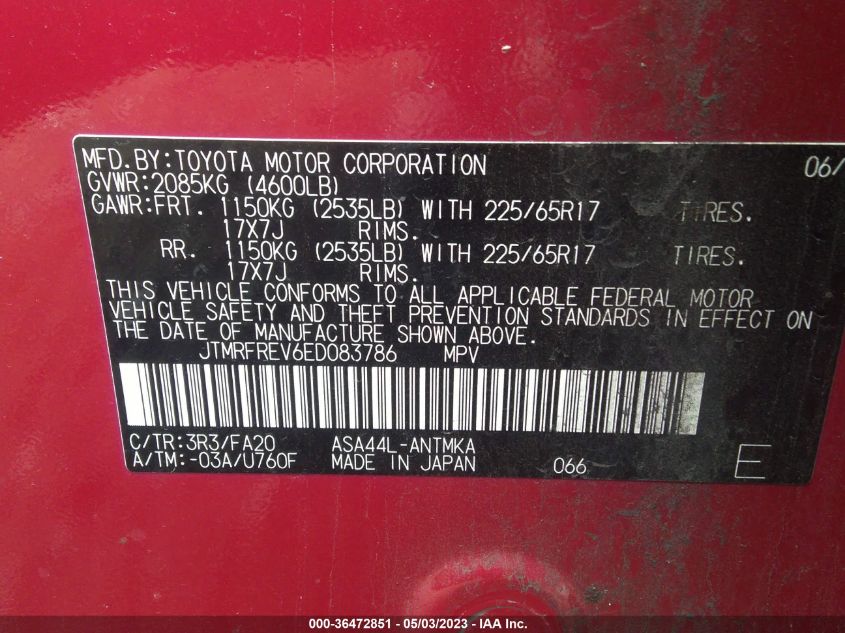 MFD.BY:TOYOTA MOTOR CORPORATION 06/
GVWR:2085KG (4600LB)
GAWR:FRT. 1150KG (2535LB) WITH 225/65R17 TIRES.
17X7J RIMS.
RR. 1150KG (2535LB) WITH 225/65R17 TIRES.
17X7J RIMS.
THIS VEHICLE CONFORMS TO ALL APPLICABLE FEDERAL MOTOR
VEHICLE SAFETY AND THEFT PREVENTION STANDARDS IN EFFECT ON
THE DATE OF MANUFACTURE SHOWN ABOVE.
JTMRFREV6ED083786 MPV
C/TR:3R3/FA20 ASA44L-ANTMKA
A/TM:-03A/U760F MADE IN JAPAN 066 E
000-36472851 - 05/03/2023 - IAA Inc.